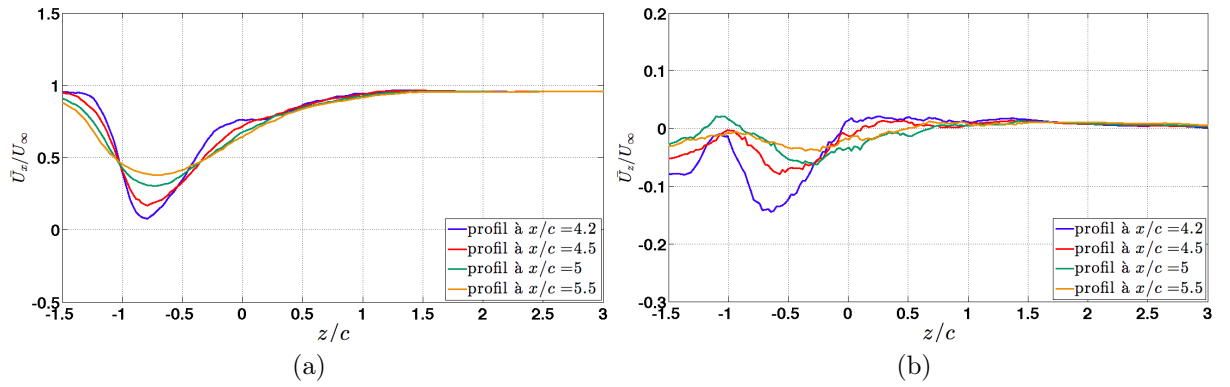 1.5
1
0.5
0
-0.5
Ū_x/U_∞
-1.5
-1
-0.5
0
0.5
1
1.5
2
2.5
3
z/c
profil à x/c =4.2
profil à x/c =4.5
profil à x/c =5
profil à x/c =5.5
(a)
0.2
0.1
0
-0.1
-0.2
-0.3
Ū_z/U_∞
-1.5
-1
-0.5
0
0.5
1
1.5
2
2.5
3
z/c
profil à x/c =4.2
profil à x/c =4.5
profil à x/c =5
profil à x/c =5.5
(b)